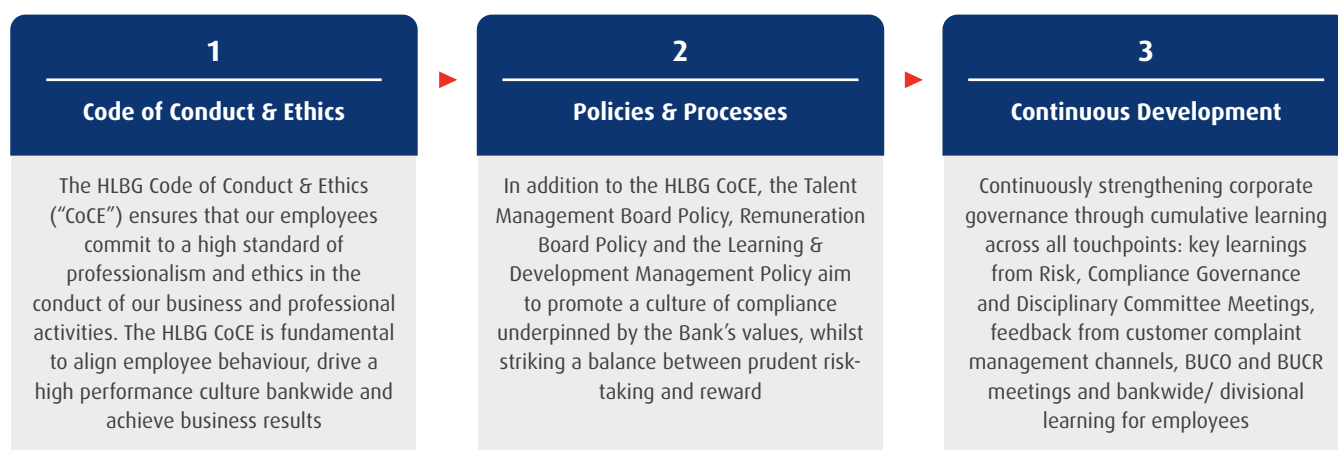 1
Code of Conduct & Ethics
The HLBG Code of Conduct & Ethics
(“CoCE”) ensures that our employees
commit to a high standard of
professionalism and ethics in the
conduct of our business and professional
activities. The HLBG CoCE is fundamental
to align employee behaviour, drive a
high performance culture bankwide and
achieve business results
2
Policies & Processes
In addition to the HLBG CoCE, the Talent
Management Board Policy, Remuneration
Board Policy and the Learning &
Development Management Policy aim
to promote a culture of compliance
underpinned by the Bank’s values, whilst
striking a balance between prudent risk-
taking and reward
3
Continuous Development
Continuously strengthening corporate
governance through cumulative learning
across all touchpoints: key learnings
from Risk, Compliance Governance
and Disciplinary Committee Meetings,
feedback from customer complaint
management channels, BUCO and BUCR
meetings and bankwide/ divisional
learning for employees